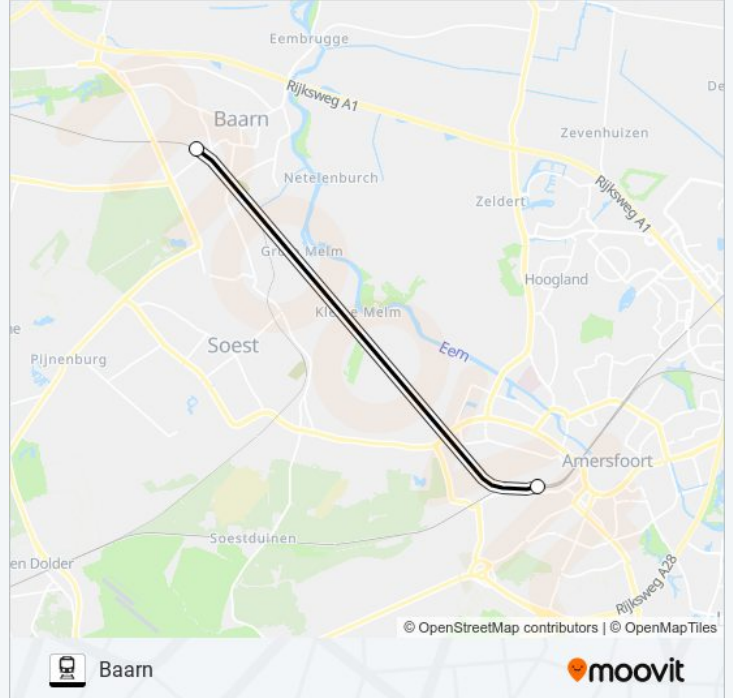 Eembrugge
Rijksweg A1
De
Baarn
Zevenhuizen
Netelenburch
Rijksweg A1
Zeldert
Grote Melm
Hoogland
Kleine Melm
e
Soest
Eem
Pijnenburg
Amersfoort
Soestduinen
en Dolder
Rijksweg A28
© OpenStreetMap contributors | © OpenMapTiles
Baarn
moovit